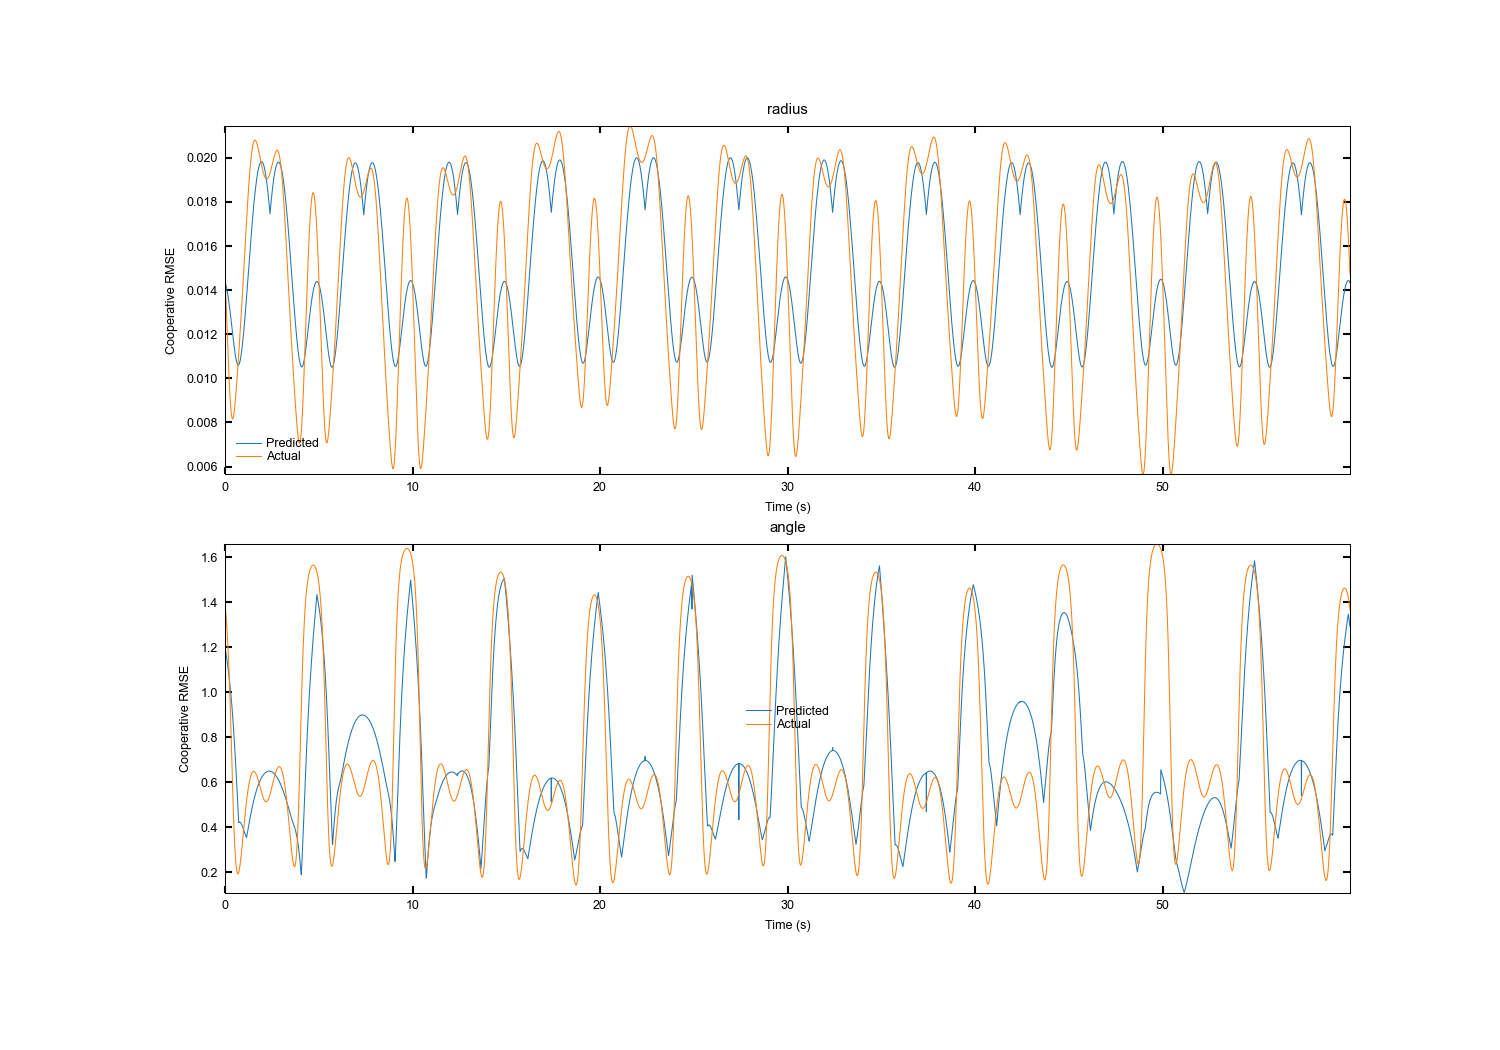 radius
Cooperative RMSE
0.020
0.018
0.016
0.014
0.012
0.010
0.008
0.006
Predicted
Actual
0 10 20 30 40 50
Time (s)
angle
Cooperative RMSE
1.6
1.4
1.2
1.0
0.8
0.6
0.4
0.2
Predicted
Actual
0 10 20 30 40 50
Time (s)